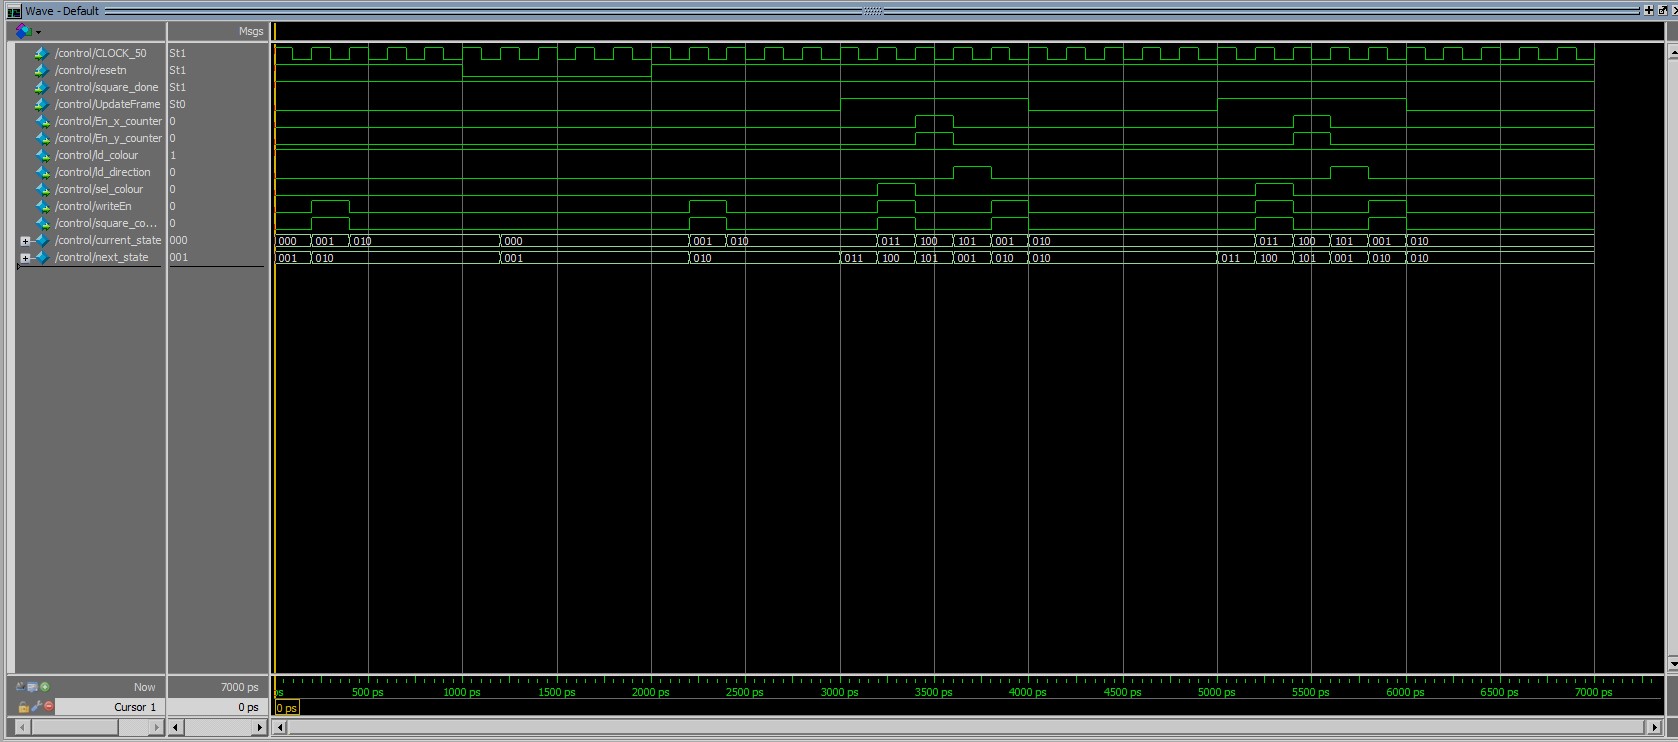 Wave - Default
Msgs
/control/CLOCK_50 St1
/control/resetn St1
/control/square_done St1
/control/UpdateFrame St0
/control/En_x_counter 0
/control/En_y_counter 0
/control/ld_colour 1
/control/ld_direction 0
/control/sel_colour 0
/control/writeEn 0
/control/square_co... 0
/control/current_state 000 000 001 010 000 001 010 011 100 101 001 010 011 100 101 001 010
/control/next_state 001 001 010 001 010 011 100 101 001 010 010 011 100 101 001 010 010
Now 7000 ps ps 500 ps 1000 ps 1500 ps 2000 ps 2500 ps 3000 ps 3500 ps 4000 ps 4500 ps 5000 ps 5500 ps 6000 ps 6500 ps 7000 ps
Cursor 1 0 ps 0 ps